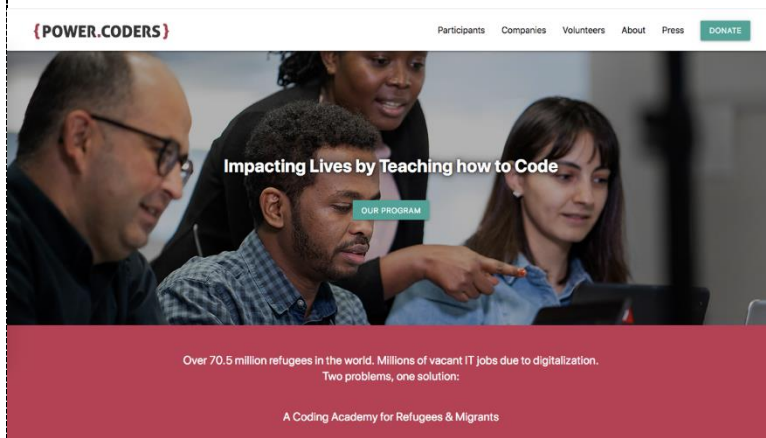 {POWER.CODERS}
Participants Companies Volunteers About Press DONATE
Impacting Lives by Teaching how to Code
OUR PROGRAM
Over 70.5 million refugees in the world. Millions of vacant IT jobs due to digitalization.
Two problems, one solution:
A Coding Academy for Refugees & Migrants